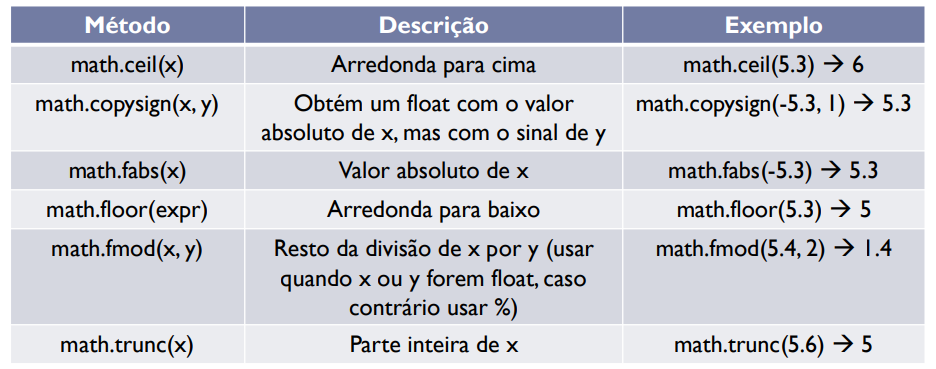 Método Descrição Exemplo
math.ceil(x) Arredonda para cima math.ceil(5.3) → 6
math.copysign(x, y) Obtém um float com o valor math.copysign(-5.3, 1) → 5.3
absoluto de x, mas com o sinal de y
math.fabs(x) Valor absoluto de x math.fabs(-5.3) → 5.3
math.floor(expr) Arredonda para baixo math.floor(5.3) → 5
math.fmod(x, y) Resto da divisão de x por y (usar math.fmod(5.4, 2) → 1.4
quando x ou y forem float, caso
contrário usar %)
math.trunc(x) Parte inteira de x math.trunc(5.6) → 5